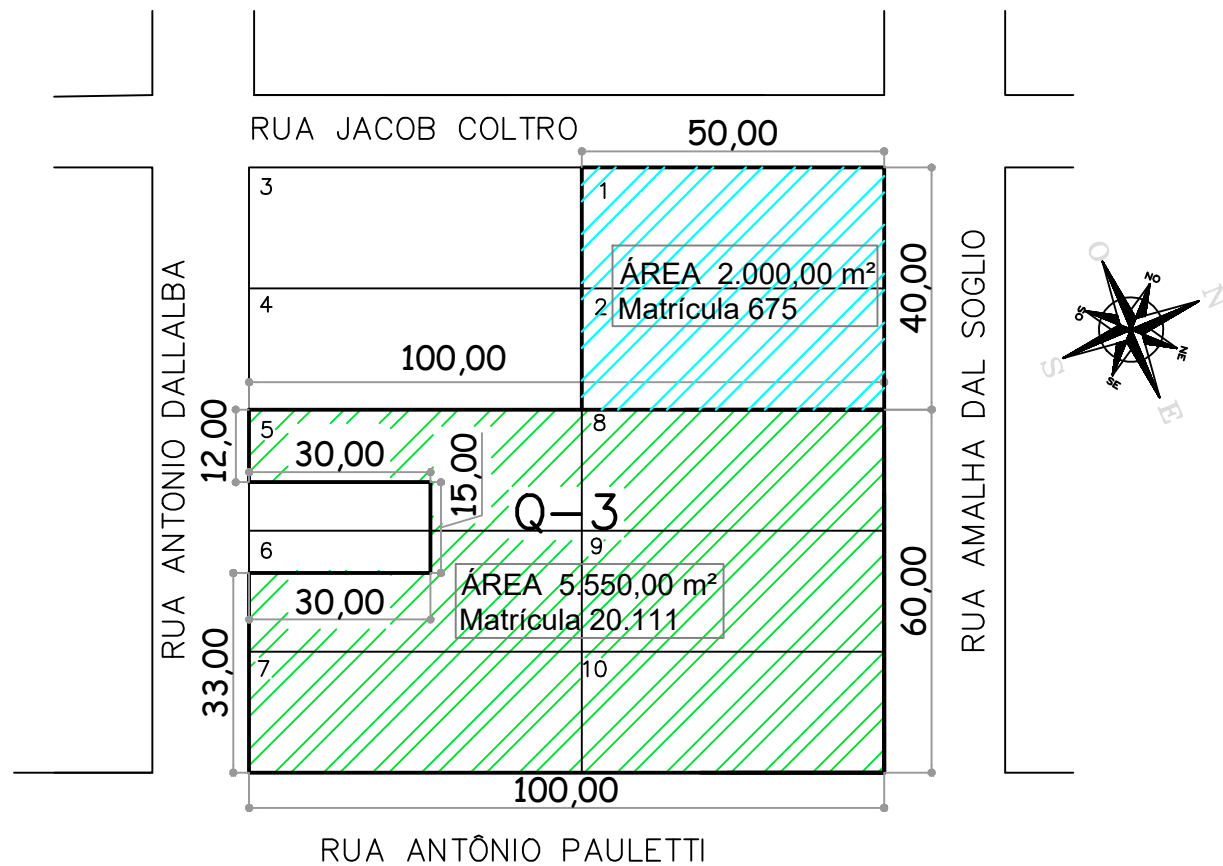 RUA JACOB COLTRO
50,00
3
1
ÁREA 2.000,00 m²
Matrícula 675
4
2
40,00
100,00
RUA ANTONIO DALLALBA
RUA AMALHA DAL SOGLIO
O
NO
N
SO
NE
S
SE
E
12,00
5
8
30,00
15,00
Q-3
6
9
ÁREA 5.550,00 m²
Matrícula 20.111
30,00
60,00
33,00
7
10
100,00
RUA ANTÔNIO PAULETTI